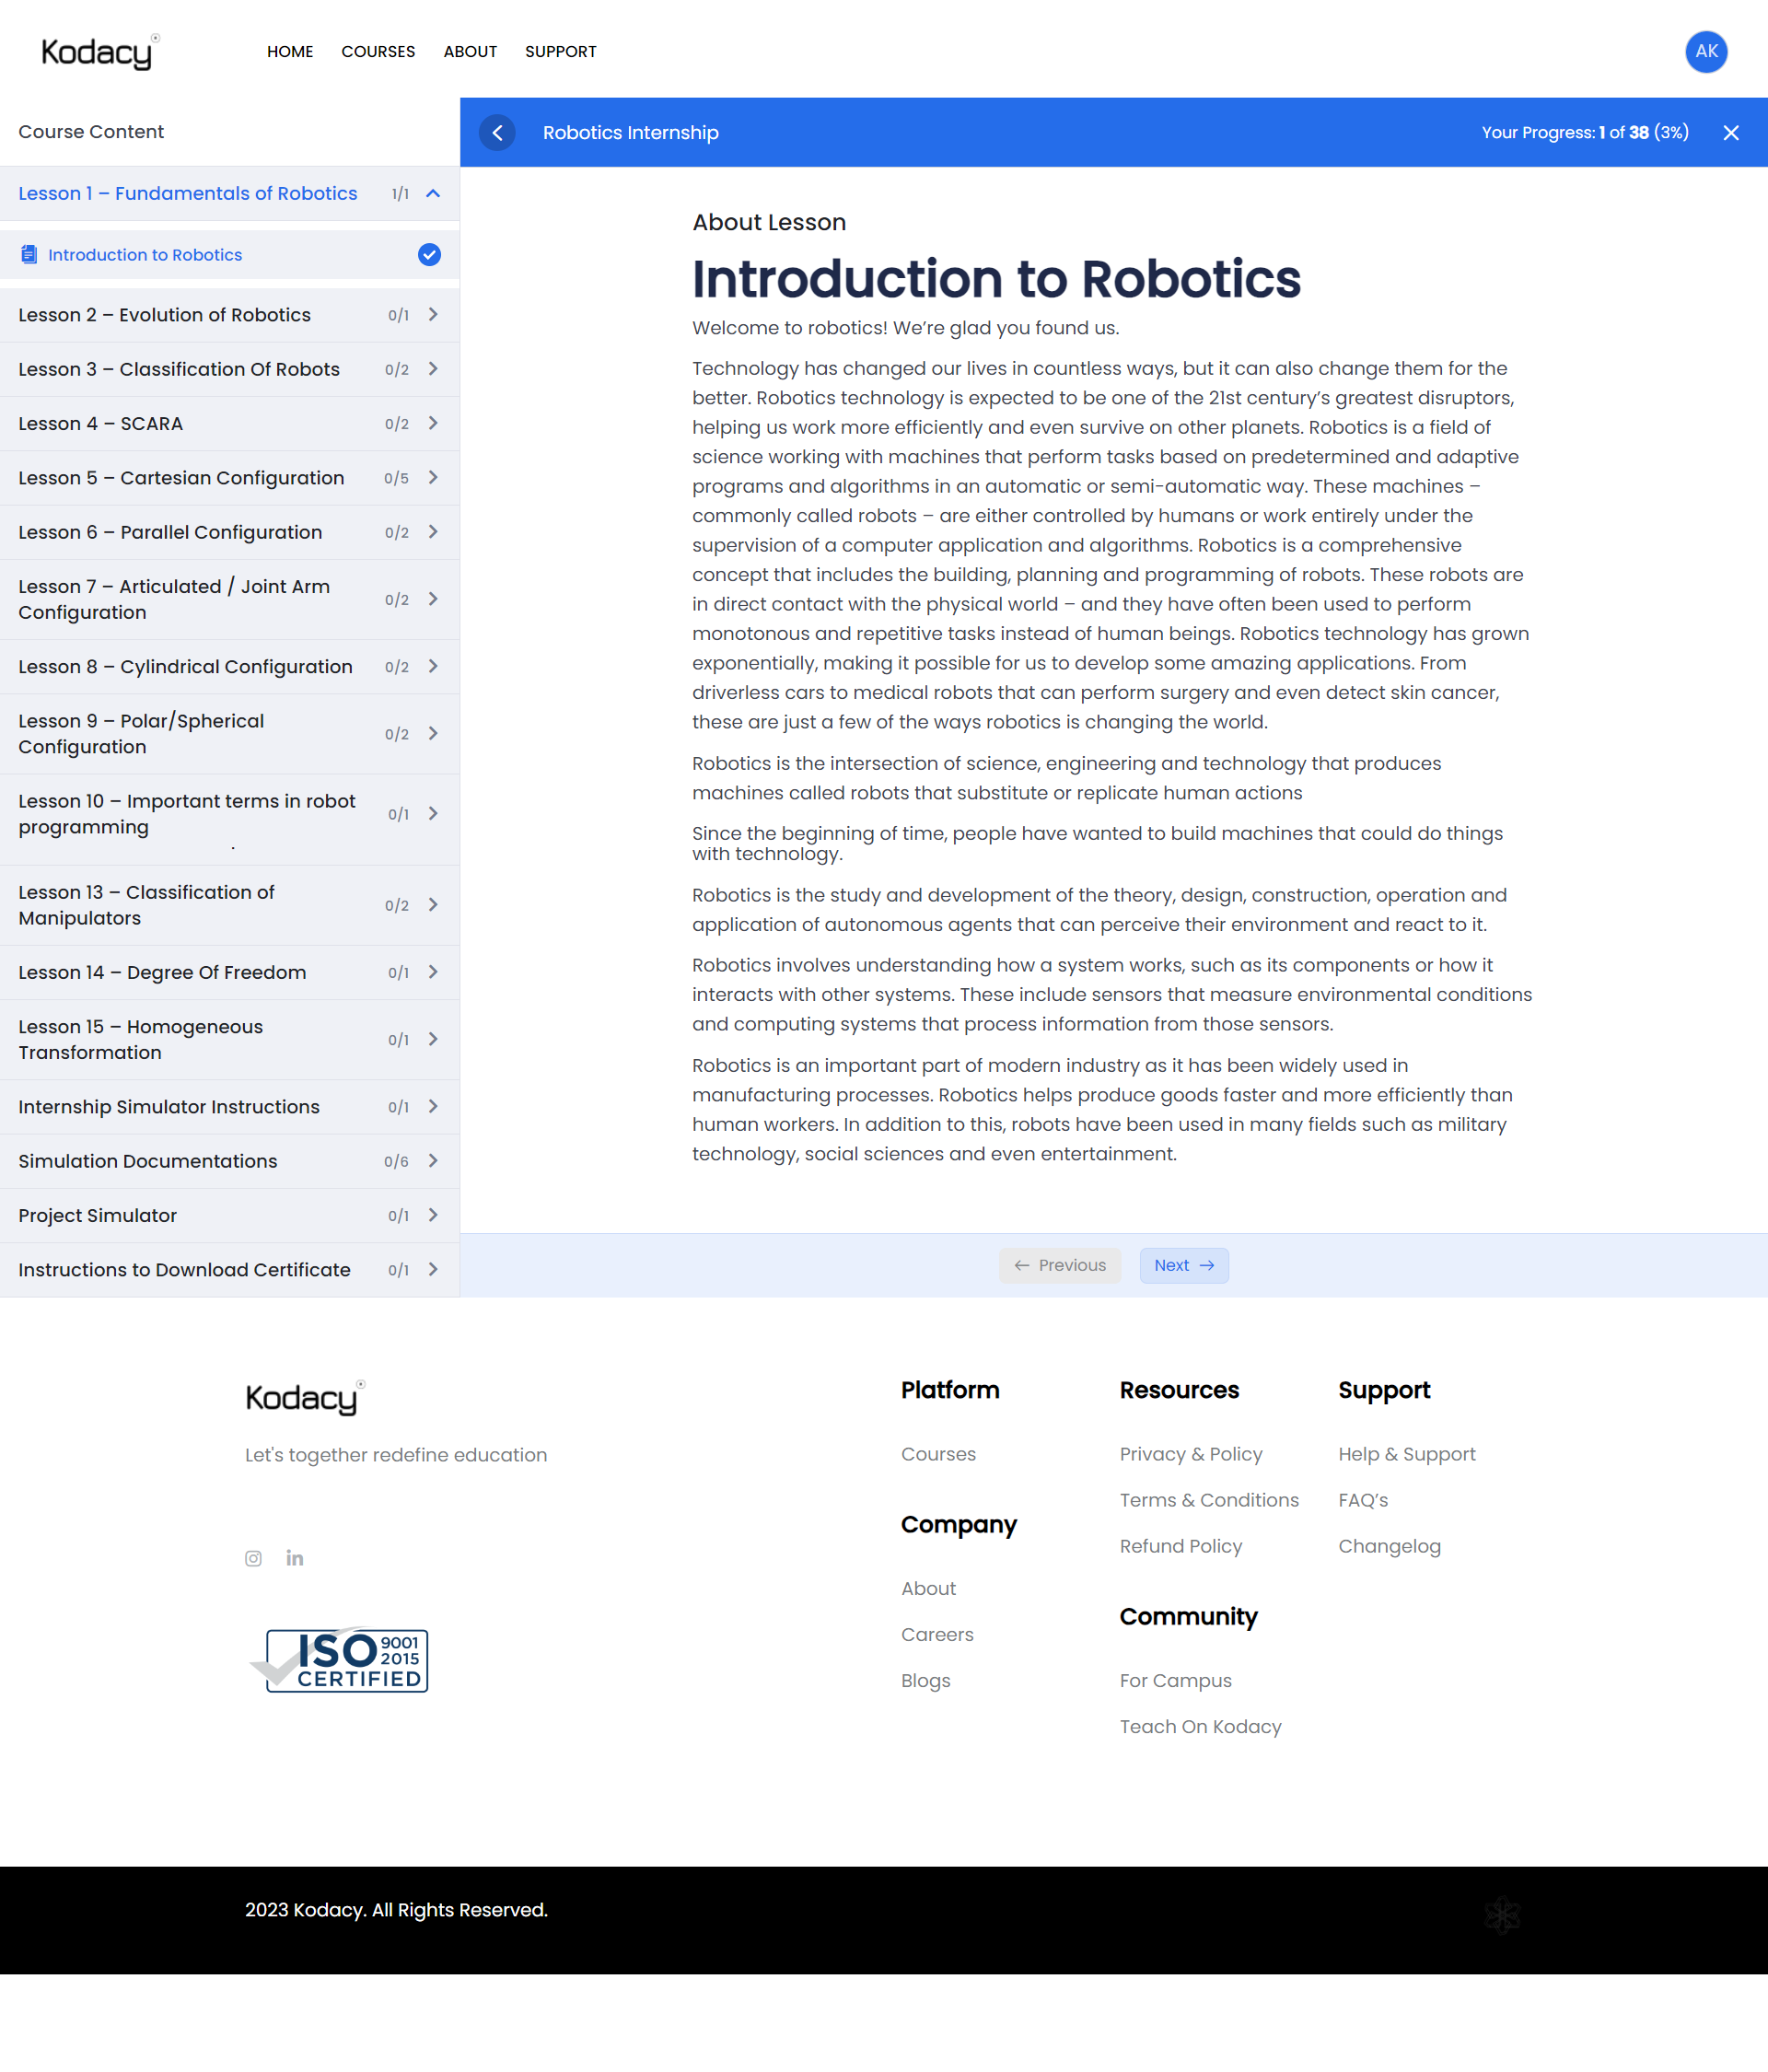 Kodacy
HOME COURSES ABOUT SUPPORT
AK
Course Content
Lesson 1 – Fundamentals of Robotics 1/1
Introduction to Robotics
Lesson 2 – Evolution of Robotics 0/1
Lesson 3 – Classification Of Robots 0/2
Lesson 4 – SCARA 0/2
Lesson 5 – Cartesian Configuration 0/5
Lesson 6 – Parallel Configuration 0/2
Lesson 7 – Articulated / Joint Arm
Configuration 0/2
Lesson 8 – Cylindrical Configuration 0/2
Lesson 9 – Polar/Spherical
Configuration 0/2
Lesson 10 – Important terms in robot
programming 0/1
.
Lesson 13 – Classification of
Manipulators 0/2
Lesson 14 – Degree Of Freedom 0/1
Lesson 15 – Homogeneous
Transformation 0/1
Internship Simulator Instructions 0/1
Simulation Documentations 0/6
Project Simulator 0/1
Instructions to Download Certificate 0/1
Robotics Internship
Your Progress: 1 of 38 (3%)
About Lesson
Introduction to Robotics
Welcome to robotics! We’re glad you found us.
Technology has changed our lives in countless ways, but it can also change them for the
better. Robotics technology is expected to be one of the 21st century’s greatest disruptors,
helping us work more efficiently and even survive on other planets. Robotics is a field of
science working with machines that perform tasks based on predetermined and adaptive
programs and algorithms in an automatic or semi-automatic way. These machines –
commonly called robots – are either controlled by humans or work entirely under the
supervision of a computer application and algorithms. Robotics is a comprehensive
concept that includes the building, planning and programming of robots. These robots are
in direct contact with the physical world – and they have often been used to perform
monotonous and repetitive tasks instead of human beings. Robotics technology has grown
exponentially, making it possible for us to develop some amazing applications. From
driverless cars to medical robots that can perform surgery and even detect skin cancer,
these are just a few of the ways robotics is changing the world.
Robotics is the intersection of science, engineering and technology that produces
machines called robots that substitute or replicate human actions
Since the beginning of time, people have wanted to build machines that could do things
with technology.
Robotics is the study and development of the theory, design, construction, operation and
application of autonomous agents that can perceive their environment and react to it.
Robotics involves understanding how a system works, such as its components or how it
interacts with other systems. These include sensors that measure environmental conditions
and computing systems that process information from those sensors.
Robotics is an important part of modern industry as it has been widely used in
manufacturing processes. Robotics helps produce goods faster and more efficiently than
human workers. In addition to this, robots have been used in many fields such as military
technology, social sciences and even entertainment.
← Previous Next →
Kodacy
Let's together redefine education
in
ISO 9001 2015
CERTIFIED
Platform
Courses
Company
About
Careers
Blogs
Resources
Privacy & Policy
Terms & Conditions
Refund Policy
Community
For Campus
Teach On Kodacy
Support
Help & Support
FAQ’s
Changelog
2023 Kodacy. All Rights Reserved.